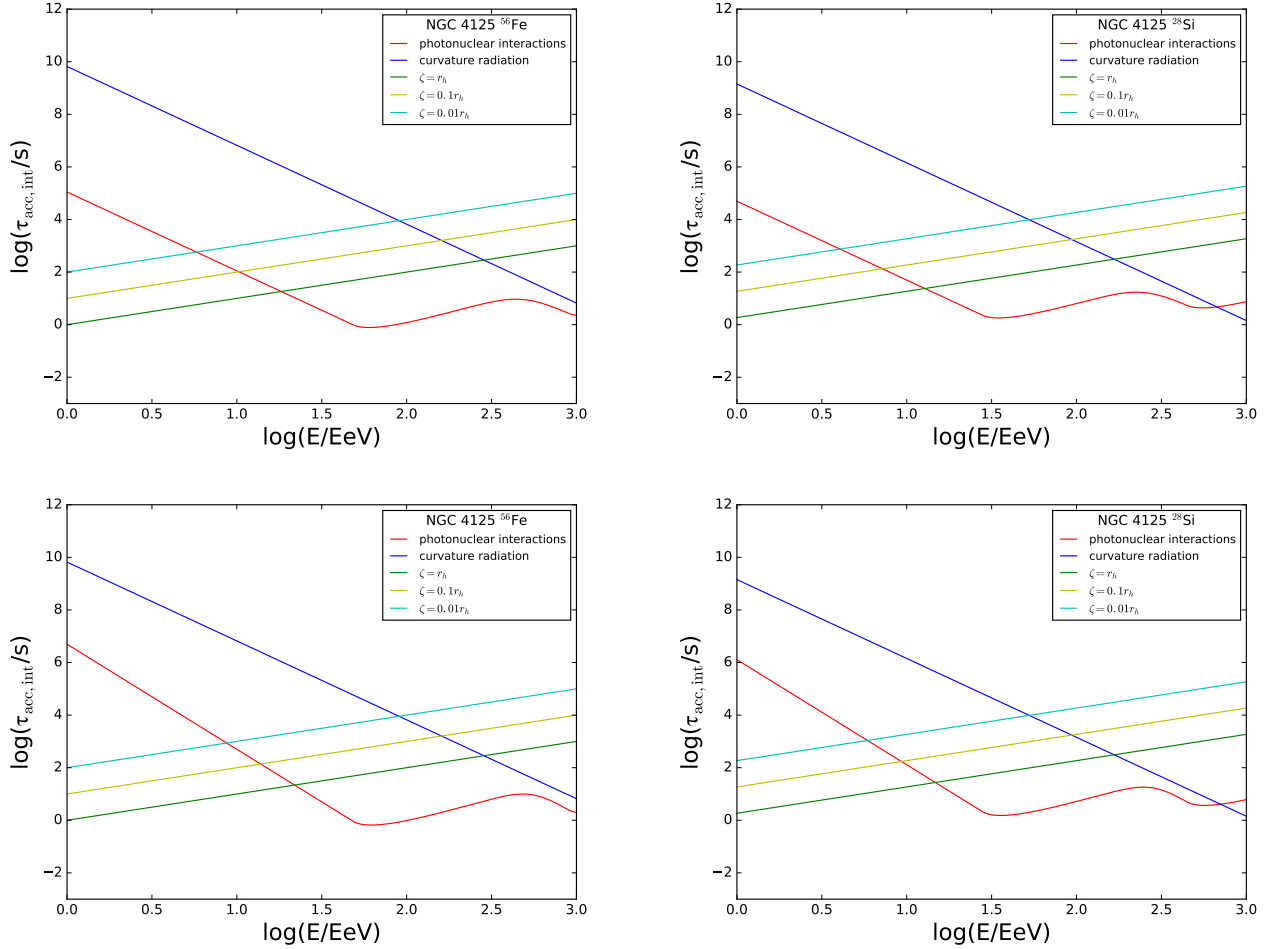 NGC 4125 ⁵⁶Fe
photonuclear interactions
curvature radiation
ζ = r_h
ζ = 0.1r_h
ζ = 0.01r_h
log(τ_acc,int/s)
12
10
8
6
4
2
0
−2
0.0 0.5 1.0 1.5 2.0 2.5 3.0
log(E/EeV)
NGC 4125 ²⁸Si
photonuclear interactions
curvature radiation
ζ = r_h
ζ = 0.1r_h
ζ = 0.01r_h
log(τ_acc,int/s)
12
10
8
6
4
2
0
−2
0.0 0.5 1.0 1.5 2.0 2.5 3.0
log(E/EeV)
NGC 4125 ⁵⁶Fe
photonuclear interactions
curvature radiation
ζ = r_h
ζ = 0.1r_h
ζ = 0.01r_h
log(τ_acc,int/s)
12
10
8
6
4
2
0
−2
0.0 0.5 1.0 1.5 2.0 2.5 3.0
log(E/EeV)
NGC 4125 ²⁸Si
photonuclear interactions
curvature radiation
ζ = r_h
ζ = 0.1r_h
ζ = 0.01r_h
log(τ_acc,int/s)
12
10
8
6
4
2
0
−2
0.0 0.5 1.0 1.5 2.0 2.5 3.0
log(E/EeV)